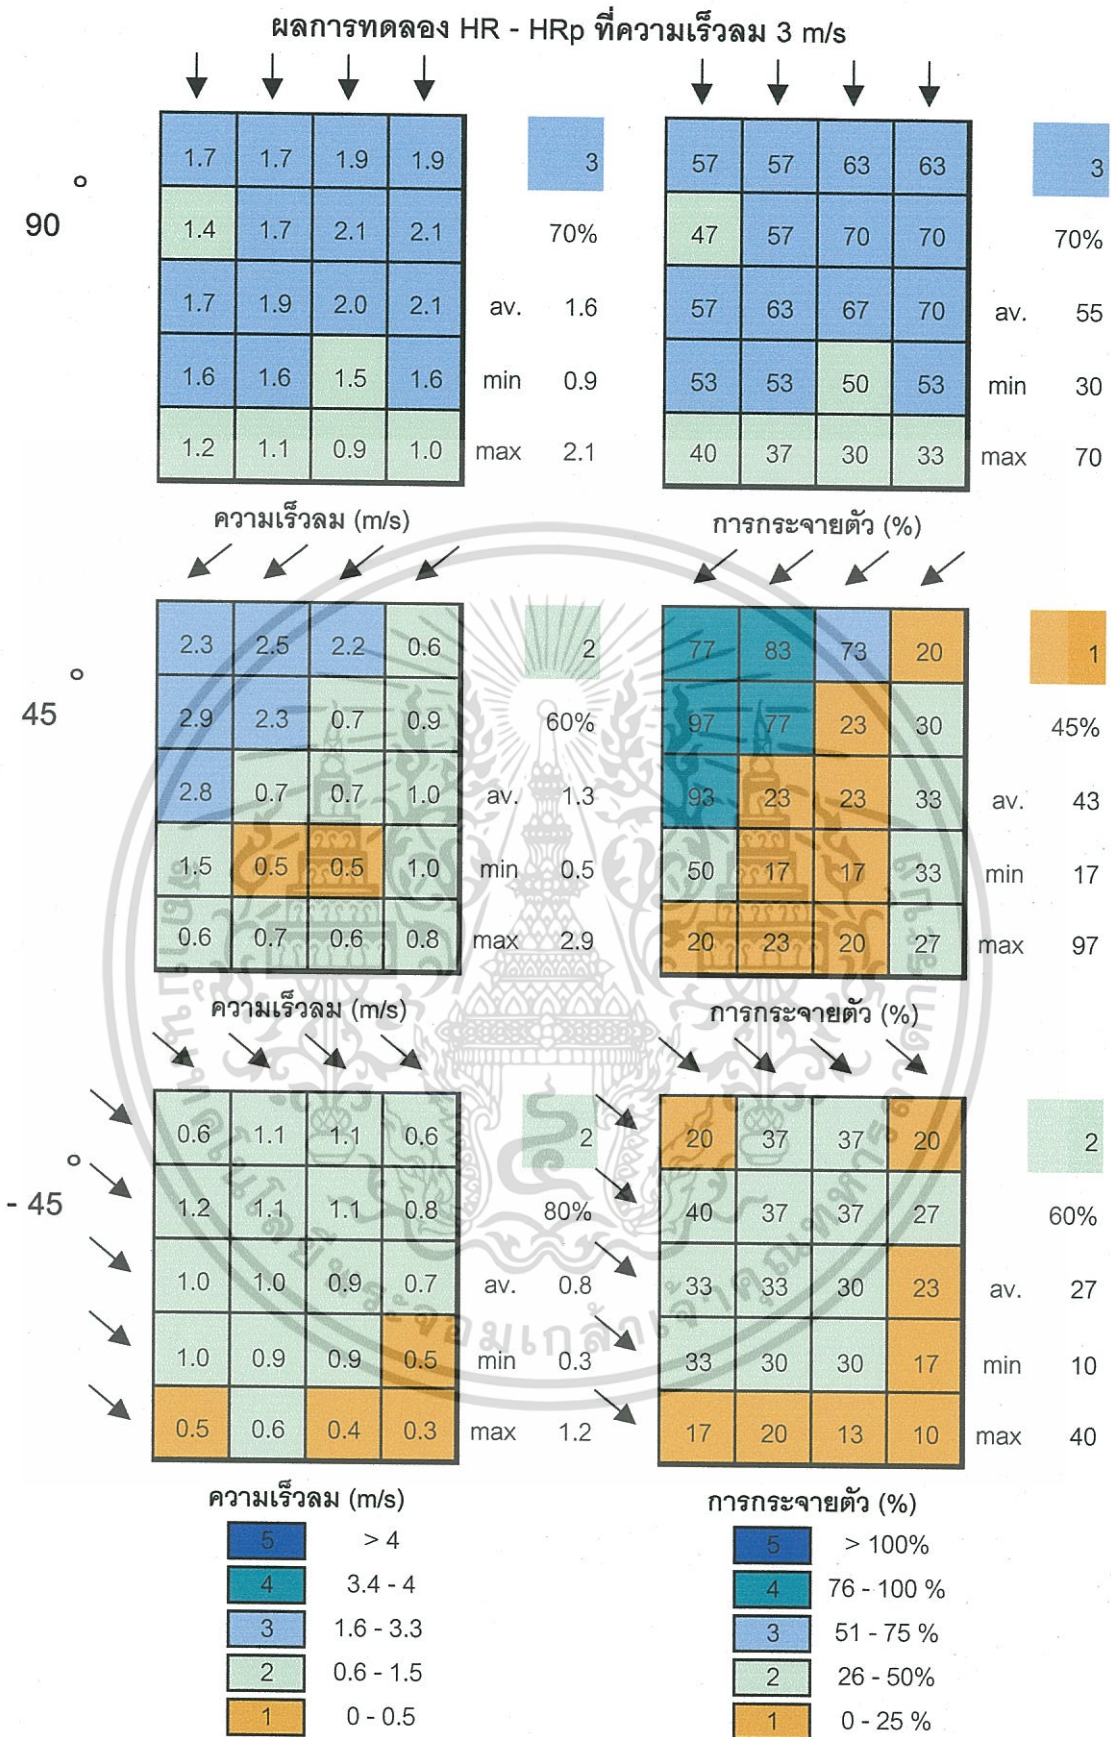 ผลการทดลอง HR - HRp ที่ความเร็วลม 3 m/s
90 °
1.7 1.7 1.9 1.9 3
1.4 1.7 2.1 2.1 70%
1.7 1.9 2.0 2.1 av. 1.6
1.6 1.6 1.5 1.6 min 0.9
1.2 1.1 0.9 1.0 max 2.1
ความเร็วลม (m/s)
57 57 63 63 3
47 57 70 70 70%
57 63 67 70 av. 55
53 53 50 53 min 30
40 37 30 33 max 70
การกระจายตัว (%)
45 °
2.3 2.5 2.2 0.6 2
2.9 2.3 0.7 0.9 60%
2.8 0.7 0.7 1.0 av. 1.3
1.5 0.5 0.5 1.0 min 0.5
0.6 0.7 0.6 0.8 max 2.9
ความเร็วลม (m/s)
77 83 73 20 1
97 77 23 30 45%
93 23 23 33 av. 43
50 17 17 33 min 17
20 23 20 27 max 97
การกระจายตัว (%)
- 45 °
0.6 1.1 1.1 0.6 2
1.2 1.1 1.1 0.8 80%
1.0 1.0 0.9 0.7 av. 0.8
1.0 0.9 0.9 0.5 min 0.3
0.5 0.6 0.4 0.3 max 1.2
ความเร็วลม (m/s)
20 37 37 20 2
40 37 37 27 60%
33 33 30 23 av. 27
33 30 30 17 min 10
17 20 13 10 max 40
การกระจายตัว (%)
5 > 4
4 3.4 - 4
3 1.6 - 3.3
2 0.6 - 1.5
1 0 - 0.5
5 > 100%
4 76 - 100 %
3 51 - 75 %
2 26 - 50%
1 0 - 25 %